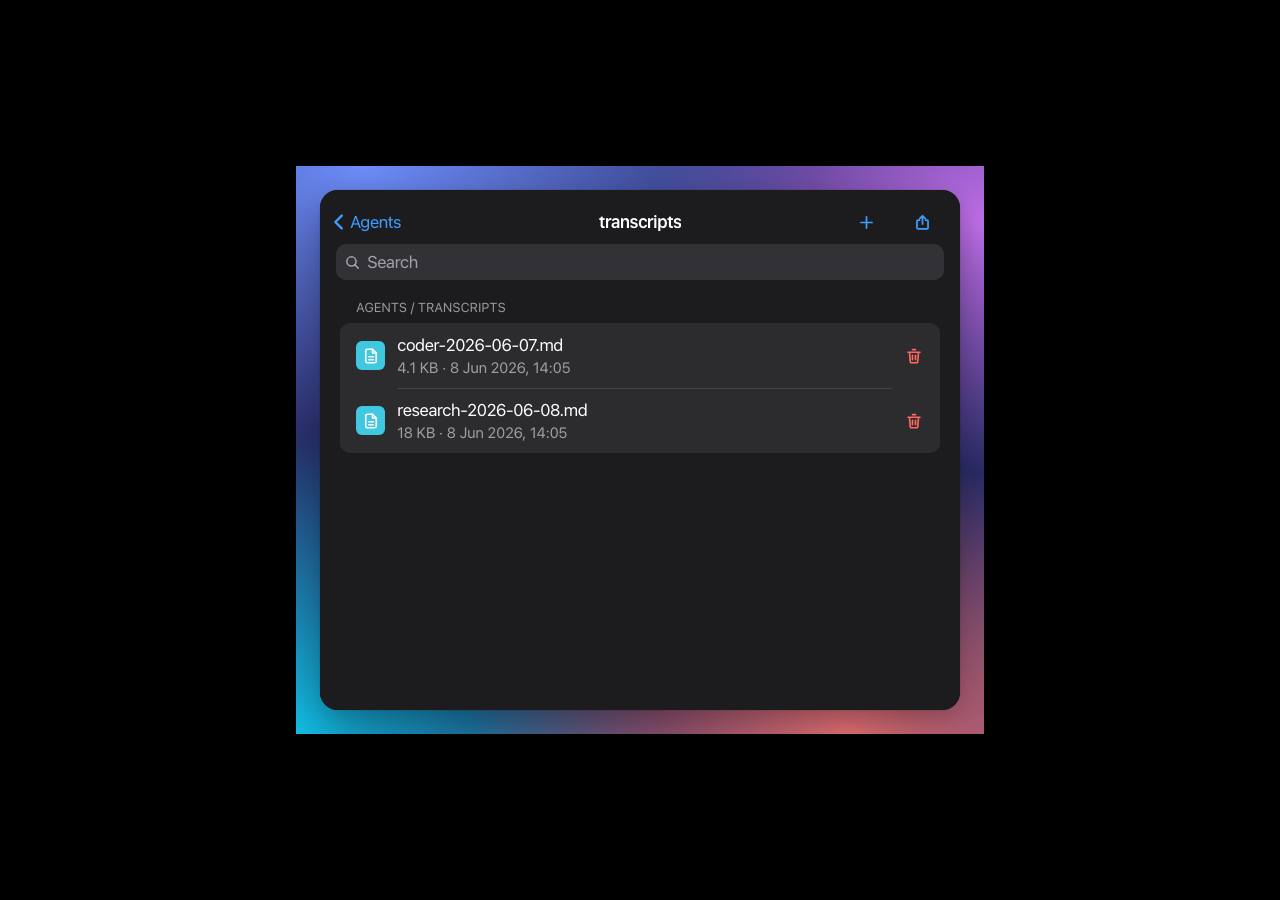 Agents
transcripts
Search
AGENTS / TRANSCRIPTS
coder-2026-06-07.md
4.1 KB · 8 Jun 2026, 14:05
research-2026-06-08.md
18 KB · 8 Jun 2026, 14:05